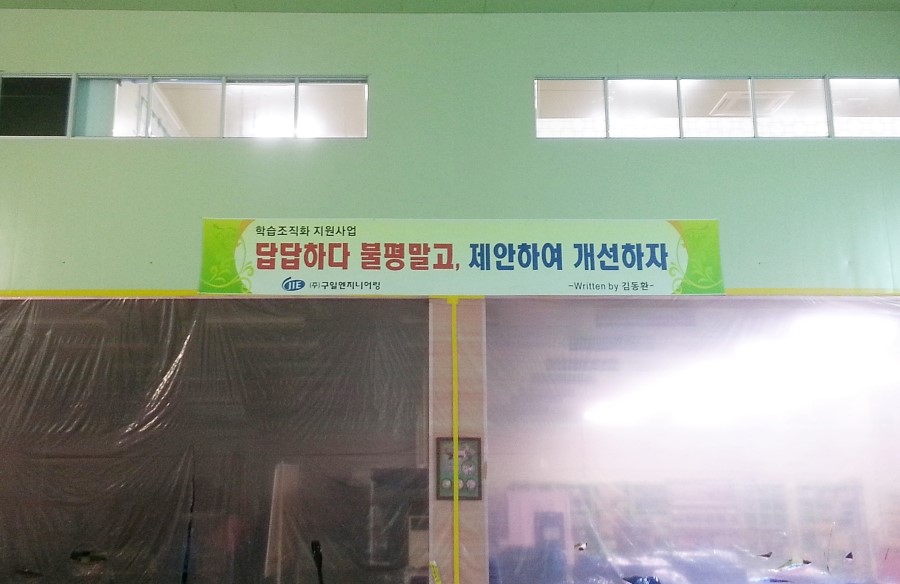 학습조직화 지원사업
답답하다 불평말고, 제안하여 개선하자
(주)구일엔지니어링
-Written by 김동환-